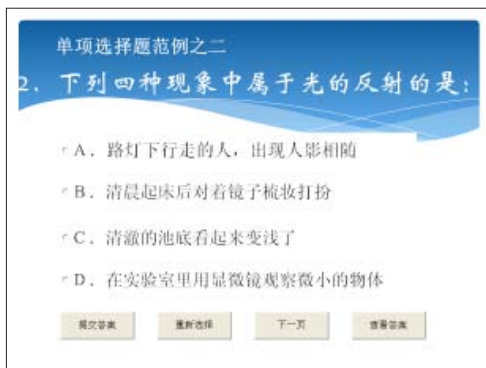 单项选择题范例之二
2. 下列四种现象中属于光的反射的是:
A. 路灯下行走的人，出现人影相随
B. 清晨起床后对着镜子梳妆打扮
C. 清澈的池底看起来变浅了
D. 在实验室里用显微镜观察微小的物体
提交答案 重新选择 下一页 查看答案